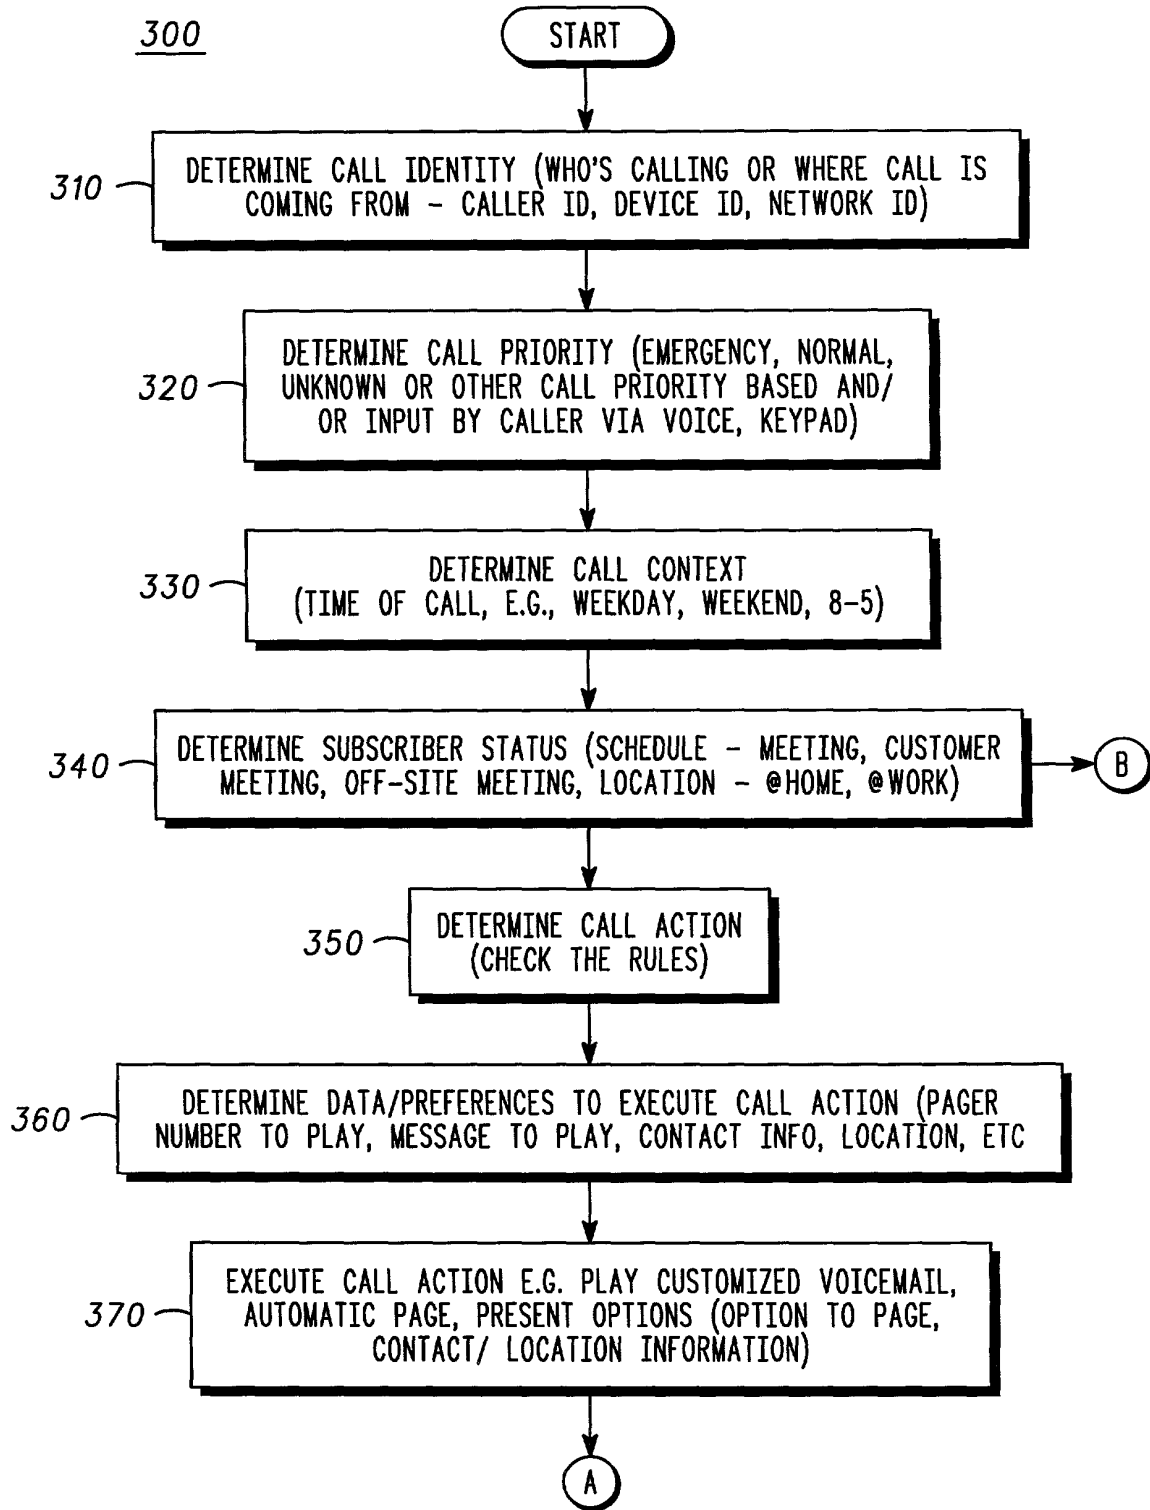 300
START
310
DETERMINE CALL IDENTITY (WHO'S CALLING OR WHERE CALL IS
COMING FROM - CALLER ID, DEVICE ID, NETWORK ID)
320
DETERMINE CALL PRIORITY (EMERGENCY, NORMAL,
UNKNOWN OR OTHER CALL PRIORITY BASED AND/
OR INPUT BY CALLER VIA VOICE, KEYPAD)
330
DETERMINE CALL CONTEXT
(TIME OF CALL, E.G., WEEKDAY, WEEKEND, 8-5)
340
DETERMINE SUBSCRIBER STATUS (SCHEDULE - MEETING, CUSTOMER
MEETING, OFF-SITE MEETING, LOCATION - @HOME, @WORK)
B
350
DETERMINE CALL ACTION
(CHECK THE RULES)
360
DETERMINE DATA/PREFERENCES TO EXECUTE CALL ACTION (PAGER
NUMBER TO PLAY, MESSAGE TO PLAY, CONTACT INFO, LOCATION, ETC
370
EXECUTE CALL ACTION E.G. PLAY CUSTOMIZED VOICEMAIL,
AUTOMATIC PAGE, PRESENT OPTIONS (OPTION TO PAGE,
CONTACT/ LOCATION INFORMATION)
A